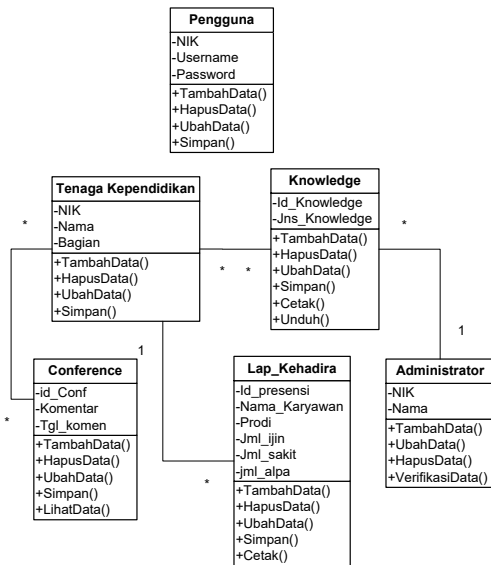 Pengguna
-NIK
-Username
-Password
+TambahData()
+HapusData()
+UbahData()
+Simpan()
Tenaga Kependidikan
-NIK
-Nama
-Bagian
+TambahData()
+HapusData()
+UbahData()
+Simpan()
Knowledge
-Id_Knowledge
-Jns_Knowledge
+TambahData()
+HapusData()
+UbahData()
+Simpan()
+Cetak()
+Unduh()
*
*
*
*
1
1
*
*
Conference
-id_Conf
-Komentar
-Tgl_komen
+TambahData()
+HapusData()
+UbahData()
+Simpan()
+LihatData()
Lap_Kehadira
-Id_presensi
-Nama_Karyawan
-Prodi
-Jml_ijin
-Jml_sakit
-jml_alpa
+TambahData()
+HapusData()
+UbahData()
+Simpan()
+Cetak()
Administrator
-NIK
-Nama
+TambahData()
+UbahData()
+HapusData()
+VerifikasiData()